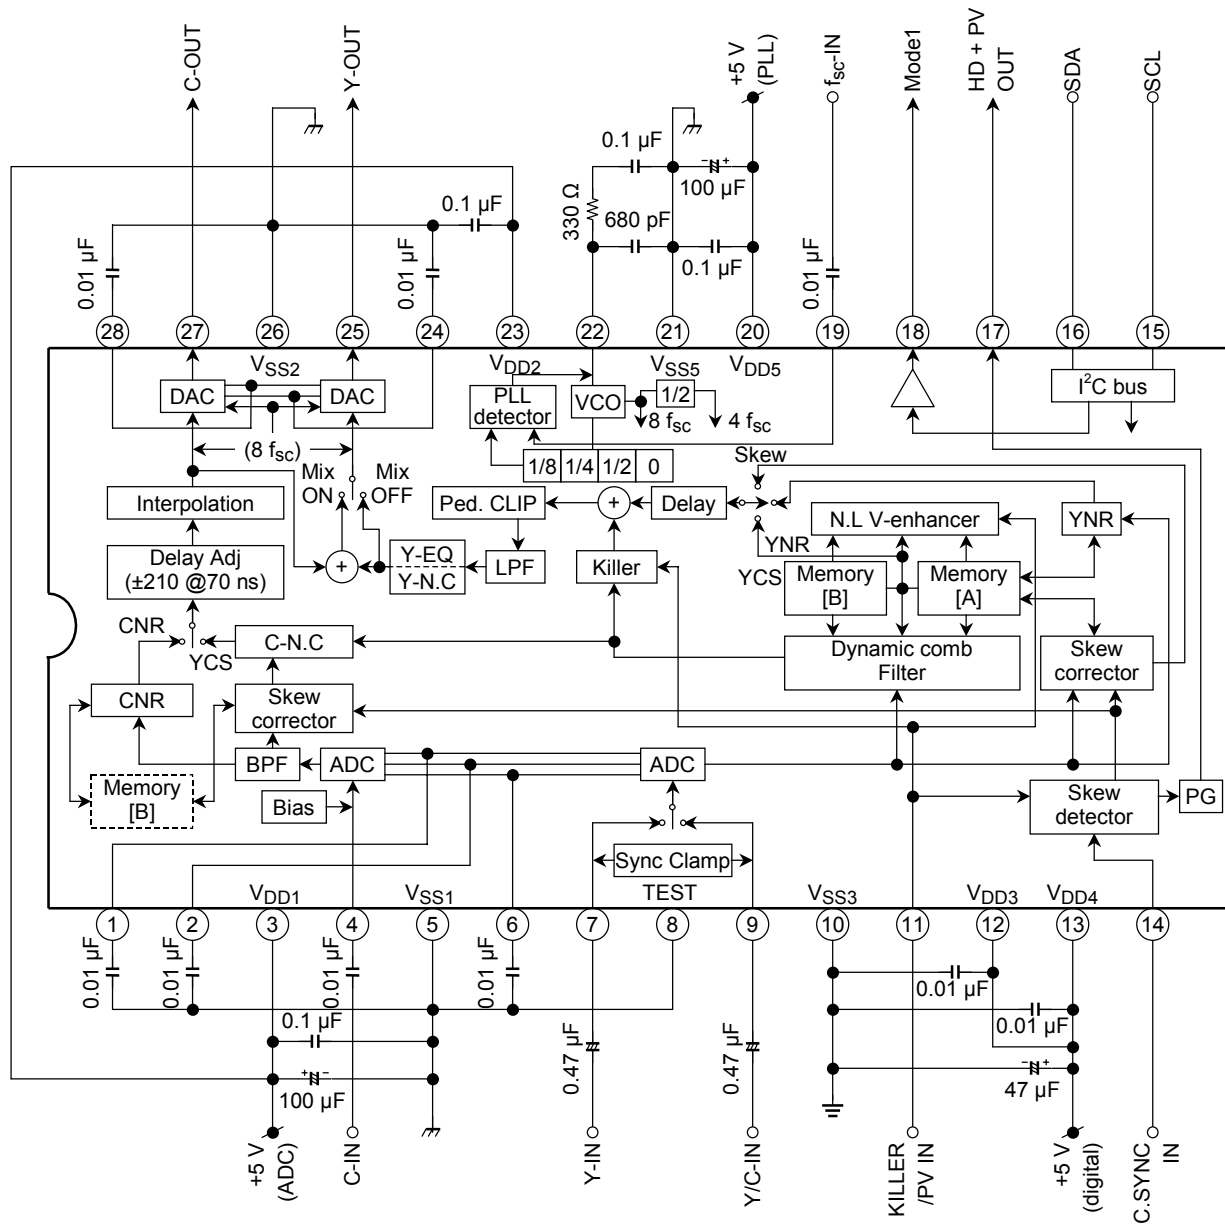 C-OUT
Y-OUT
+5 V
(PLL)
fsc-IN
Mode1
HD + PV
OUT
SDA
SCL
0.1 µF
0.1 µF
100 µF
330 Ω
680 pF
0.1 µF
0.01 µF
0.01 µF
0.01 µF
28
27
26
25
24
23
22
21
20
19
18
17
16
15
VSS2
VDD2
VSS5
VDD5
DAC
DAC
PLL
detector
VCO
1/2
8 fsc
4 fsc
I2C bus
(8 fsc)
1/8
1/4
1/2
0
Skew
Mix
ON
Mix
OFF
Interpolation
Ped. CLIP
+
Delay
N.L V-enhancer
YNR
YNR
Delay Adj
(±210 @70 ns)
+
Y-EQ
Y-N.C
LPF
Killer
YCS
Memory
[B]
Memory
[A]
CNR
YCS
C-N.C
Dynamic comb
Filter
Skew
corrector
CNR
Skew
corrector
BPF
ADC
ADC
Memory
[B]
Bias
Skew
detector
PG
Sync Clamp
VDD1
VSS1
TEST
VSS3
VDD3
VDD4
1
2
3
4
5
6
7
8
9
10
11
12
13
14
0.01 µF
0.01 µF
0.01 µF
0.01 µF
0.01 µF
0.1 µF
0.01 µF
0.47 µF
0.47 µF
100 µF
47 µF
+5 V
(ADC)
C-IN
Y-IN
Y/C-IN
KILLER
/PV IN
+5 V
(digital)
C.SYNC
IN